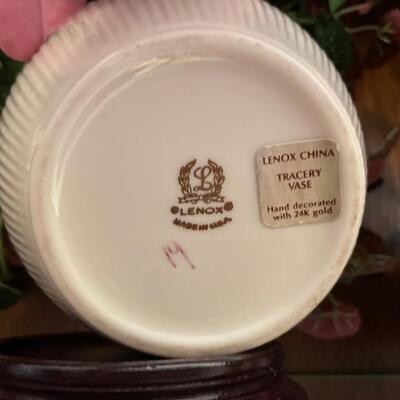 L
©LENOX®
MADE IN U.S.A.
LENOX CHINA
TRACERY
VASE
Hand decorated
with 24K gold